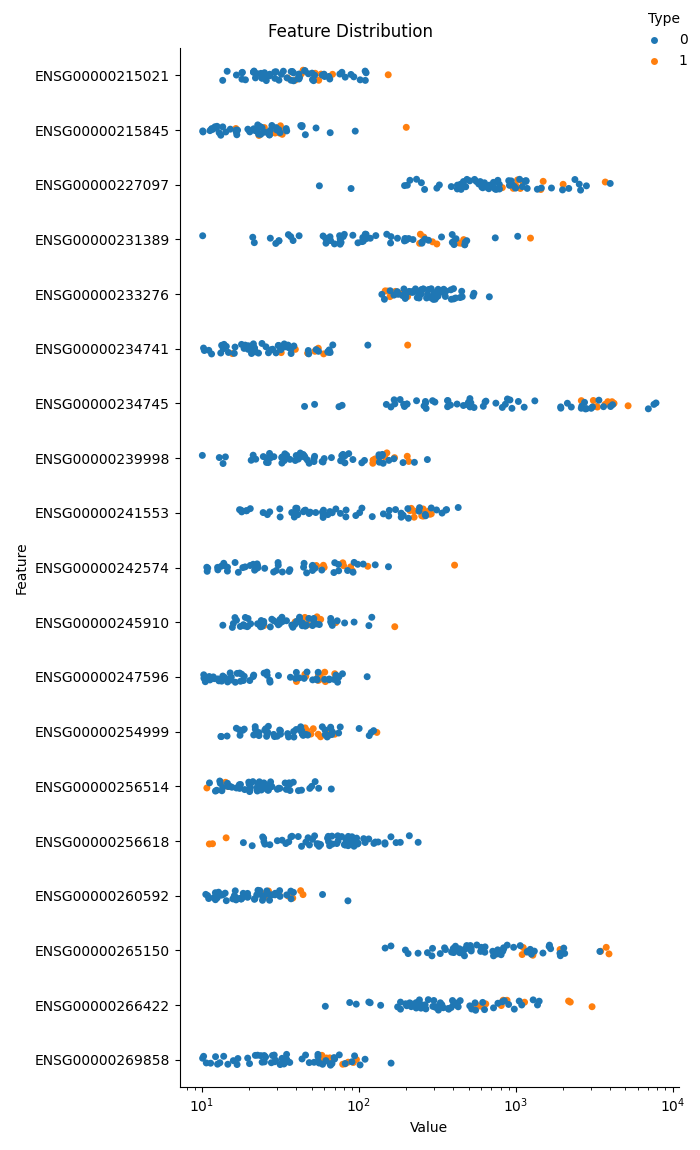 Feature Distribution
Type
0
1
ENSG00000215021
ENSG00000215845
ENSG00000227097
ENSG00000231389
ENSG00000233276
ENSG00000234741
ENSG00000234745
ENSG00000239998
ENSG00000241553
ENSG00000242574
ENSG00000245910
ENSG00000247596
ENSG00000254999
ENSG00000256514
ENSG00000256618
ENSG00000260592
ENSG00000265150
ENSG00000266422
ENSG00000269858
Feature
10¹ 10² 10³ 10⁴
Value